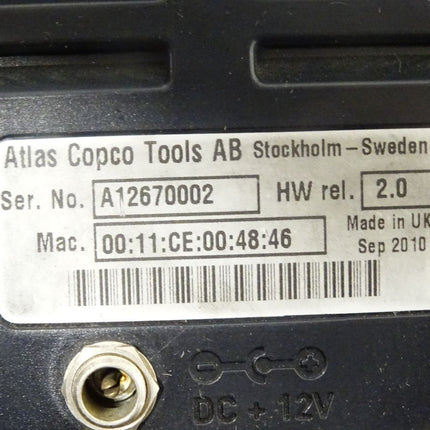 Atlas Copco Tools AB Stockholm – Sweden
Ser. No. A12670002 HW rel. 2.0
Mac. 00:11:CE:00:48:46
Made in UK
Sep 2010
DC + 12V